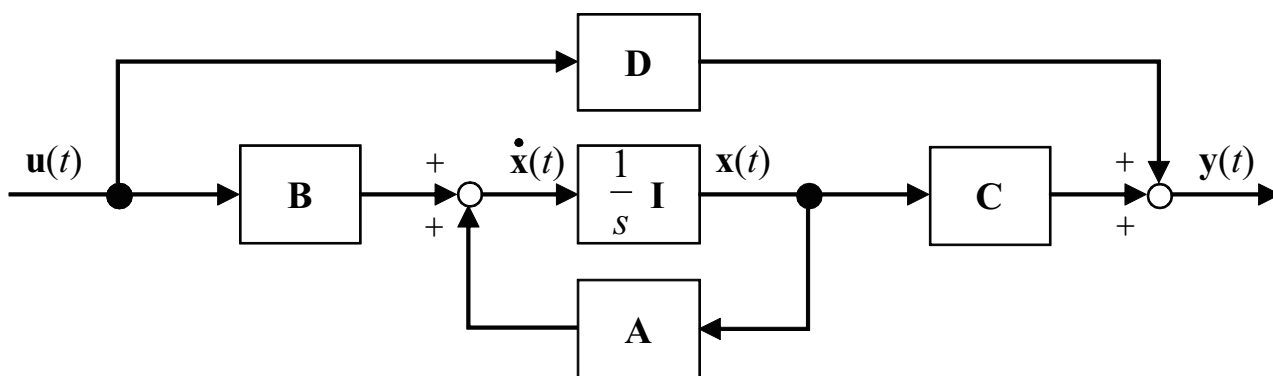 D
u(t)
B
+
+
ẋ(t)
1/s I
x(t)
C
+
+
y(t)
A